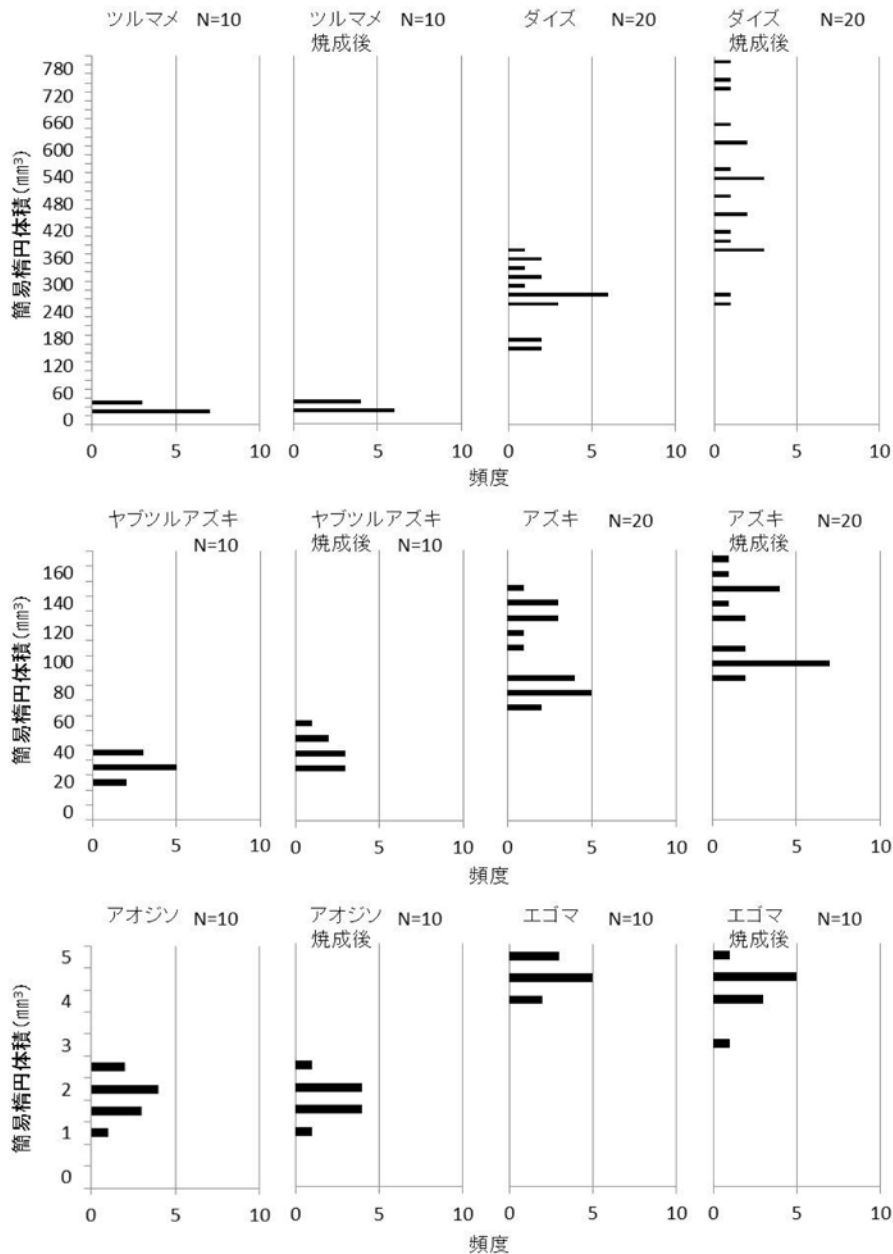 ツルマメ N=10
ツルマメ N=10
焼成後
ダイズ N=20
ダイズ N=20
焼成後
簡易楕円体積(mm³)
780
720
660
600
540
480
420
360
300
240
180
120
60
0
0 5 10
0 5 10
0 5 10
0 5 10
頻度
ヤブツルアズキ
N=10
ヤブツルアズキ
焼成後 N=10
アズキ N=20
アズキ N=20
焼成後
簡易楕円体積(mm³)
160
140
120
100
80
60
40
20
0
0 5 10
0 5 10
0 5 10
0 5 10
頻度
アオジソ N=10
アオジソ N=10
焼成後
エゴマ N=10
エゴマ N=10
焼成後
簡易楕円体積(mm³)
5
4
3
2
1
0
0 5 10
0 5 10
0 5 10
0 5 10
頻度